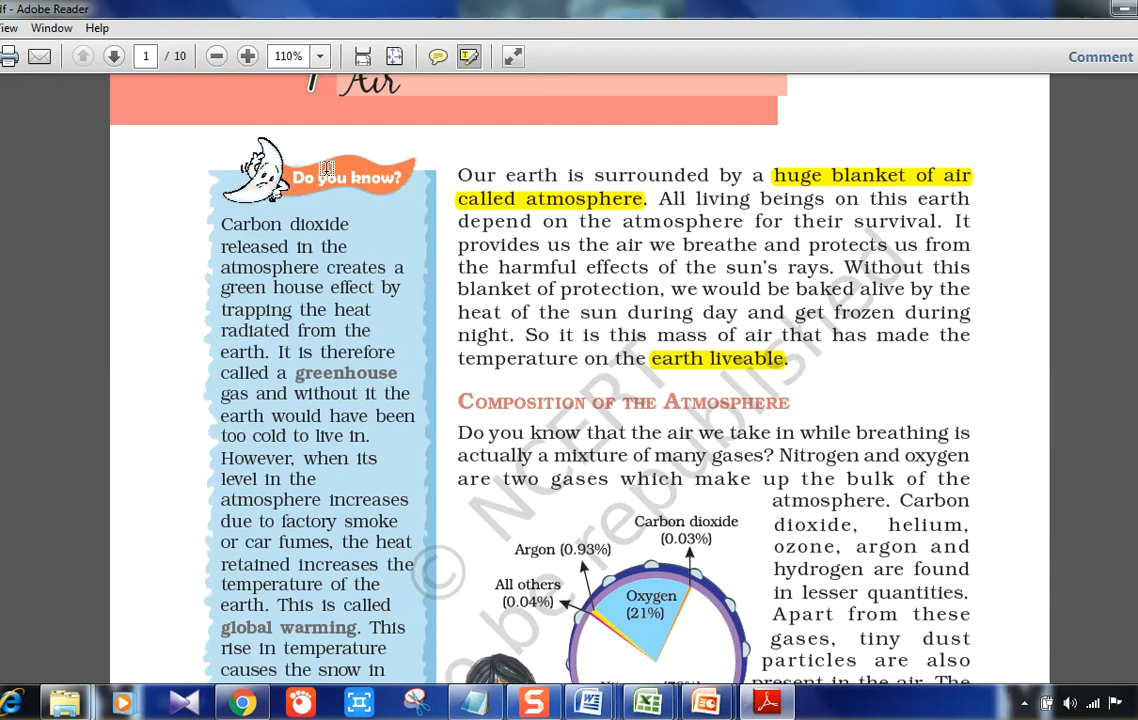 df - Adobe Reader
View Window Help
1 / 10 110% Comment
Air
Do you know?
Carbon dioxide
released in the
atmosphere creates a
green house effect by
trapping the heat
radiated from the
earth. It is therefore
called a greenhouse
gas and without it the
earth would have been
too cold to live in.
However, when its
level in the
atmosphere increases
due to factory smoke
or car fumes, the heat
retained increases the
temperature of the
earth. This is called
global warming. This
rise in temperature
causes the snow in
Our earth is surrounded by a huge blanket of air
called atmosphere. All living beings on this earth
depend on the atmosphere for their survival. It
provides us the air we breathe and protects us from
the harmful effects of the sun's rays. Without this
blanket of protection, we would be baked alive by the
heat of the sun during day and get frozen during
night. So it is this mass of air that has made the
temperature on the earth liveable.
COMPOSITION OF THE ATMOSPHERE
Do you know that the air we take in while breathing is
actually a mixture of many gases? Nitrogen and oxygen
are two gases which make up the bulk of the
atmosphere. Carbon
dioxide, helium,
ozone, argon and
hydrogen are found
in lesser quantities.
Apart from these
gases, tiny dust
particles are also
present in the air. The
Carbon dioxide
(0.03%)
Argon (0.93%)
All others
(0.04%)
Oxygen
(21%)
© NCERT
o be republished